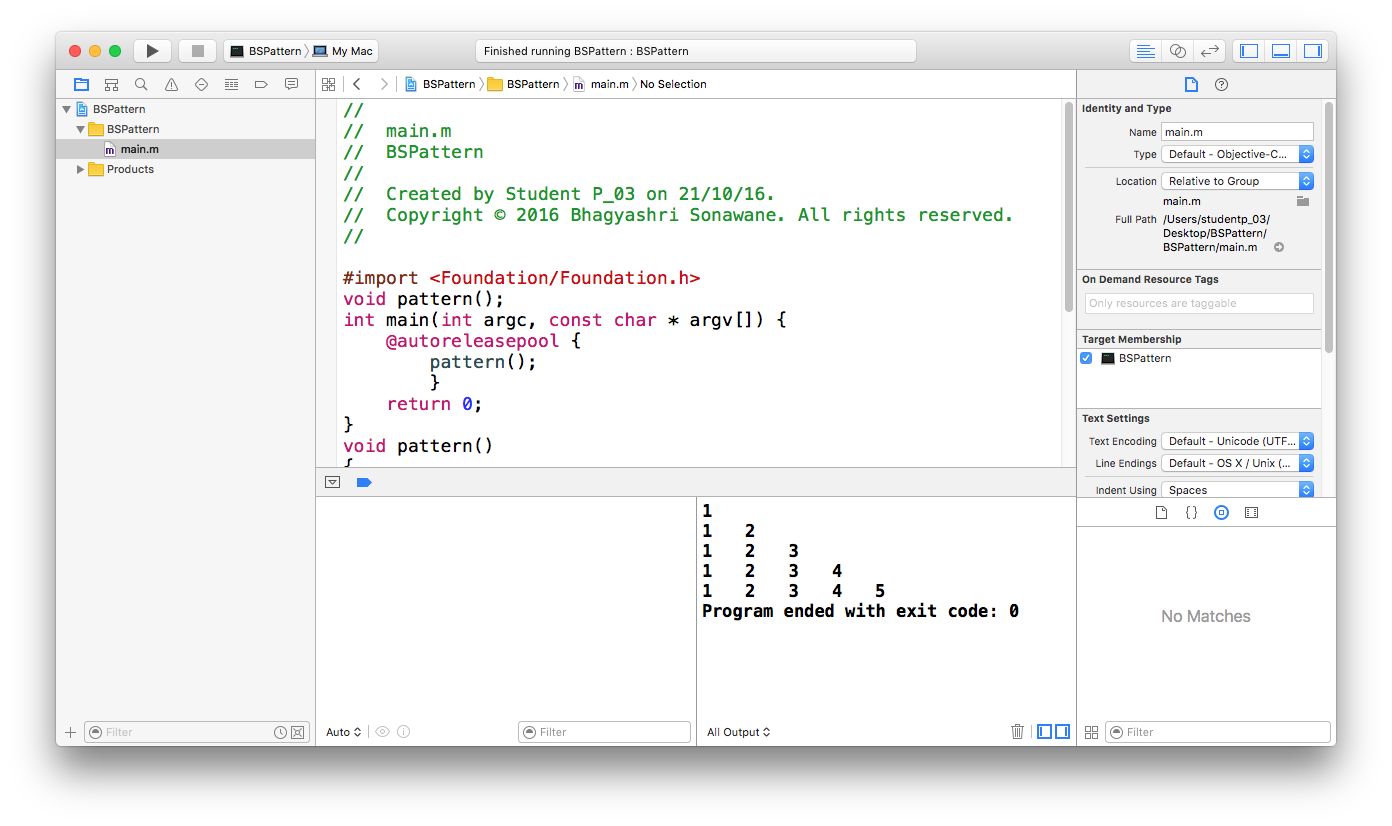 BSPattern My Mac
Finished running BSPattern : BSPattern
BSPattern
BSPattern
main.m
Products
Filter
BSPattern BSPattern main.m No Selection
//
//  main.m
//  BSPattern
//
//  Created by Student P_03 on 21/10/16.
//  Copyright © 2016 Bhagyashri Sonawane. All rights reserved.
//

#import <Foundation/Foundation.h>
void pattern();
int main(int argc, const char * argv[]) {
    @autoreleasepool {
        pattern();
        }
    return 0;
}
void pattern()
{
Auto
Filter
1
1   2
1   2   3
1   2   3   4
1   2   3   4   5
Program ended with exit code: 0
All Output
Identity and Type
Name main.m
Type Default - Objective-C...
Location Relative to Group
main.m
Full Path /Users/studentp_03/
Desktop/BSPattern/
BSPattern/main.m
On Demand Resource Tags
Only resources are taggable
Target Membership
BSPattern
Text Settings
Text Encoding Default - Unicode (UTF...
Line Endings Default - OS X / Unix (...
Indent Using Spaces
No Matches
Filter